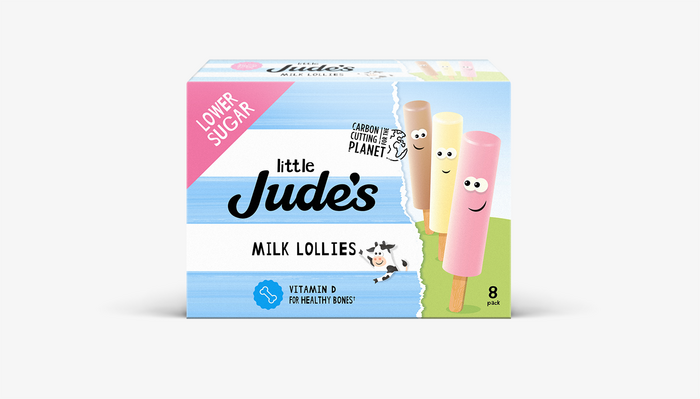 little
Jude's
MILK LOLLIES
LOWER
SUGAR
CARBON
CUTTING
FOR THE
PLANET
little
Jude's
MILK LOLLIES
VITAMIN D
FOR HEALTHY BONES†
8
pack